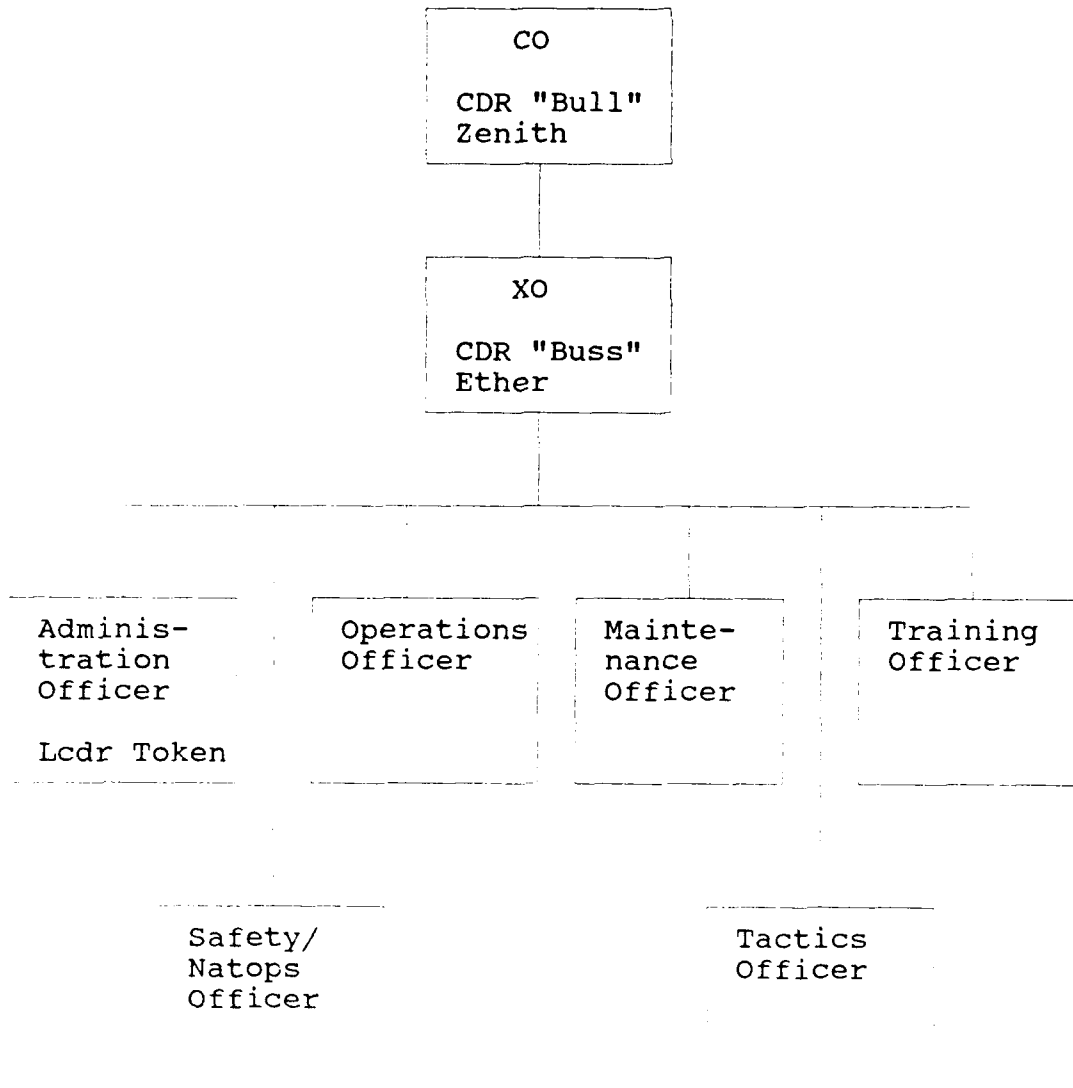 CO
CDR "Bull"
Zenith
XO
CDR "Buss"
Ether
Adminis-
tration
Officer
Lcdr Token
Operations
Officer
Mainte-
nance
Officer
Training
Officer
Safety/
Natops
Officer
Tactics
Officer